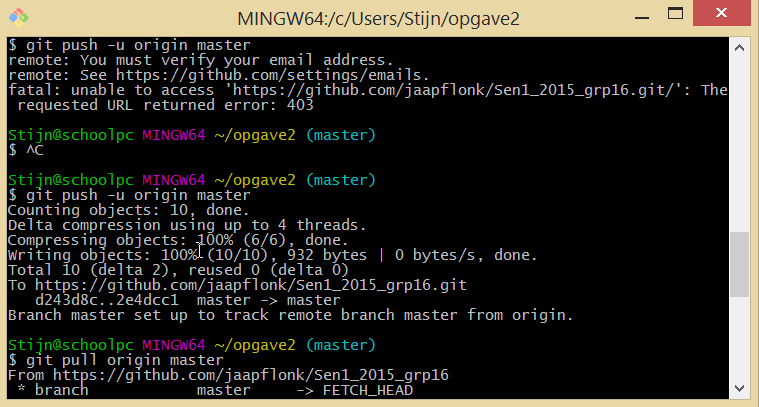 MINGW64:/c/Users/Stijn/opgave2
$ git push -u origin master
remote: You must verify your email address.
remote: See https://github.com/settings/emails.
fatal: unable to access 'https://github.com/jaapflonk/Sen1_2015_grp16.git/': The
 requested URL returned error: 403
Stijn@schoolpc MINGW64 ~/opgave2 (master)
$ ^C
Stijn@schoolpc MINGW64 ~/opgave2 (master)
$ git push -u origin master
Counting objects: 10, done.
Delta compression using up to 4 threads.
Compressing objects: 100% (6/6), done.
Writing objects: 100% (10/10), 932 bytes | 0 bytes/s, done.
Total 10 (delta 2), reused 0 (delta 0)
To https://github.com/jaapflonk/Sen1_2015_grp16.git
   d243d8c..2e4dcc1  master -> master
Branch master set up to track remote branch master from origin.
Stijn@schoolpc MINGW64 ~/opgave2 (master)
$ git pull origin master
From https://github.com/jaapflonk/Sen1_2015_grp16
 * branch            master     -> FETCH_HEAD